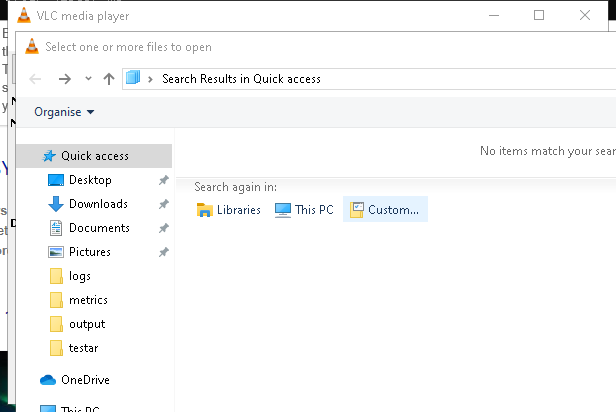 VLC media player
Select one or more files to open
Search Results in Quick access
Organise
Quick access
No items match your sear
Desktop
Search again in:
Downloads
Libraries
This PC
Custom...
Documents
Pictures
logs
metrics
output
testar
OneDrive
This PC